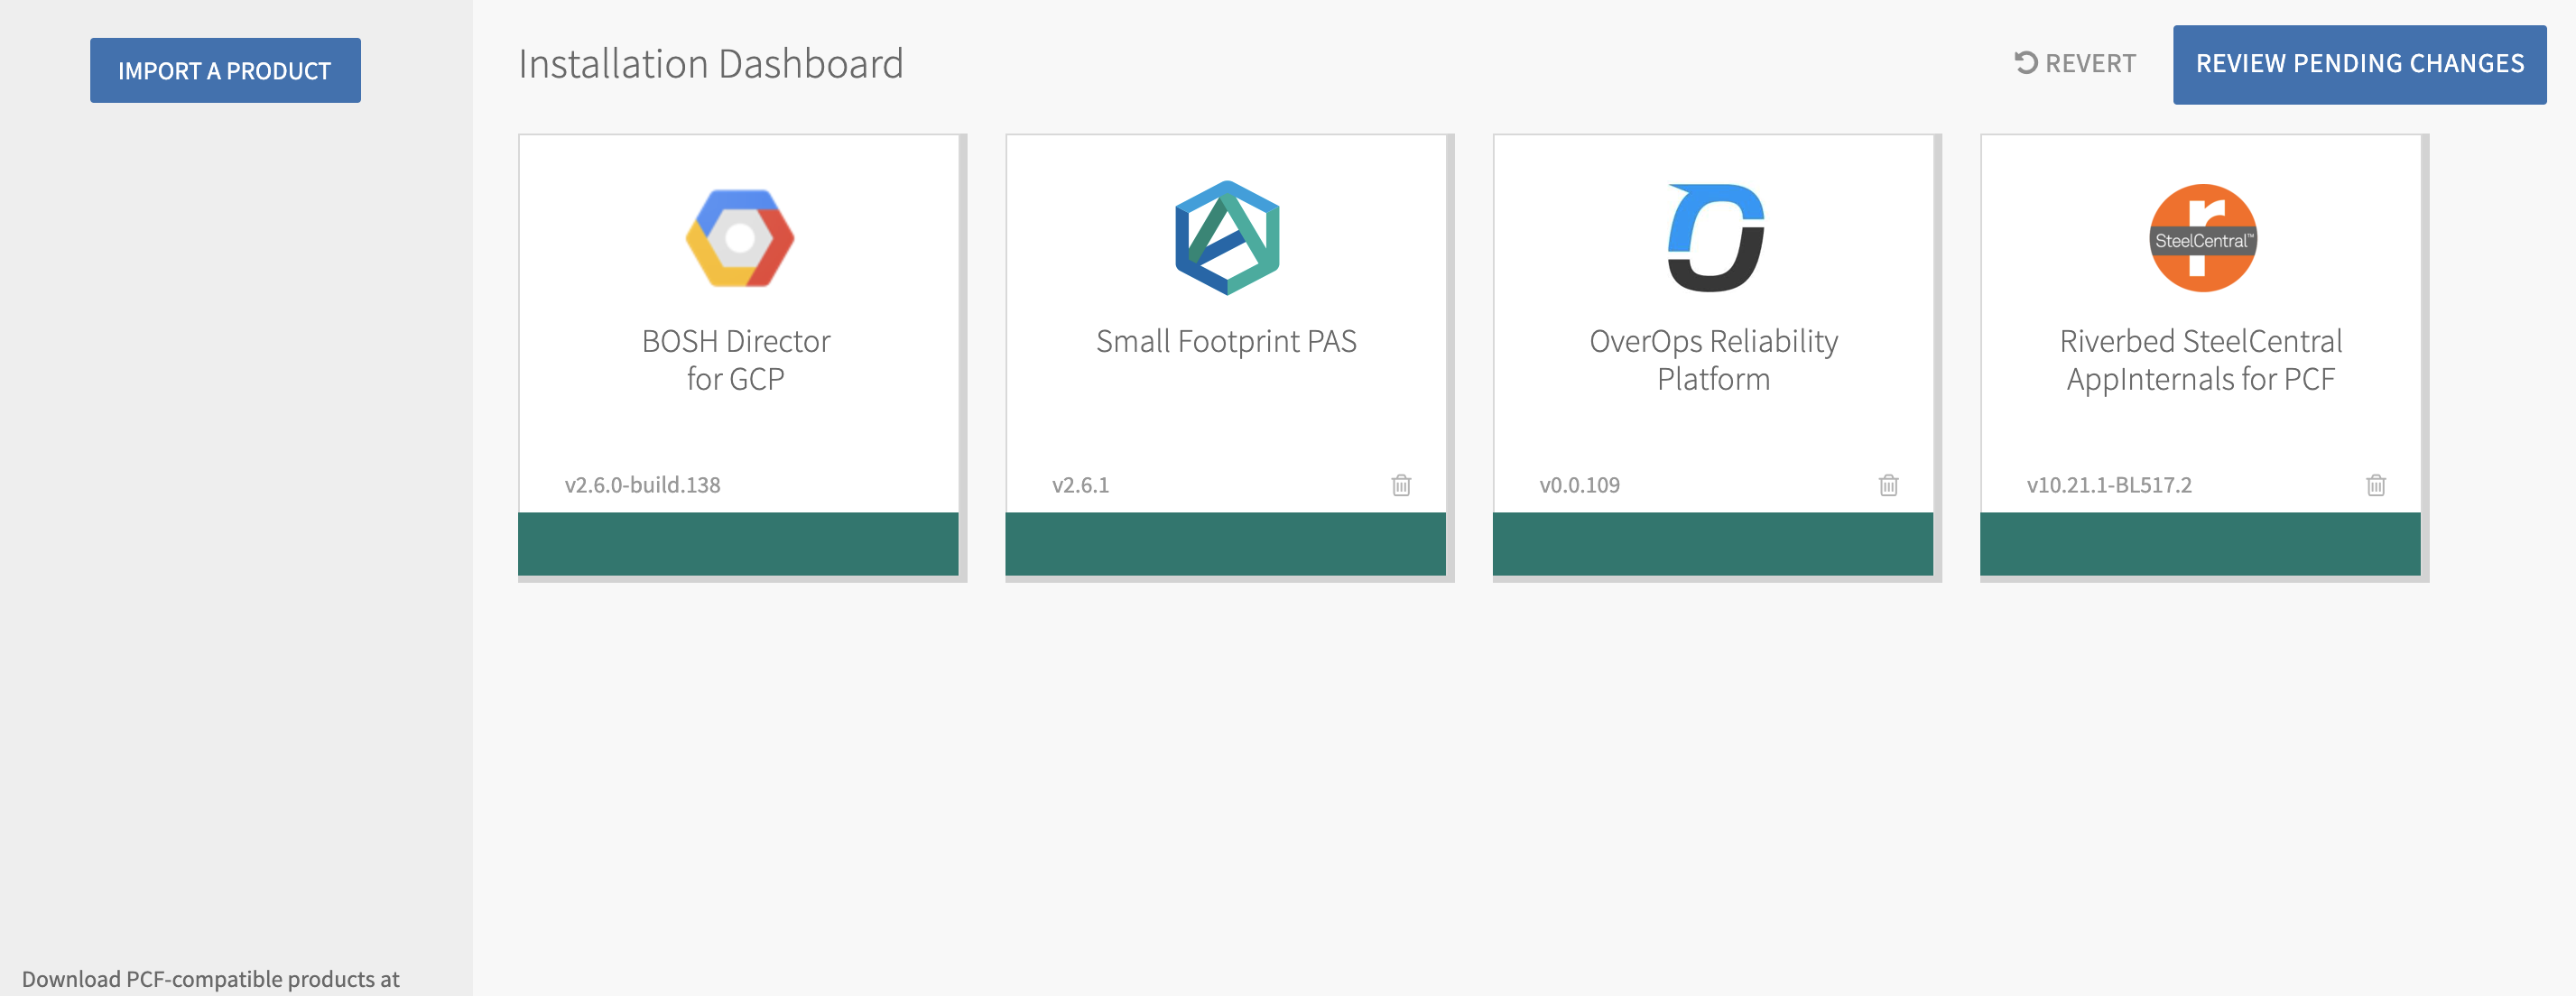 IMPORT A PRODUCT
Installation Dashboard
REVERT
REVIEW PENDING CHANGES
BOSH Director
for GCP
v2.6.0-build.138
Small Footprint PAS
v2.6.1
OverOps Reliability
Platform
v0.0.109
r
SteelCentral™
Riverbed SteelCentral
AppInternals for PCF
v10.21.1-BL517.2
Download PCF-compatible products at